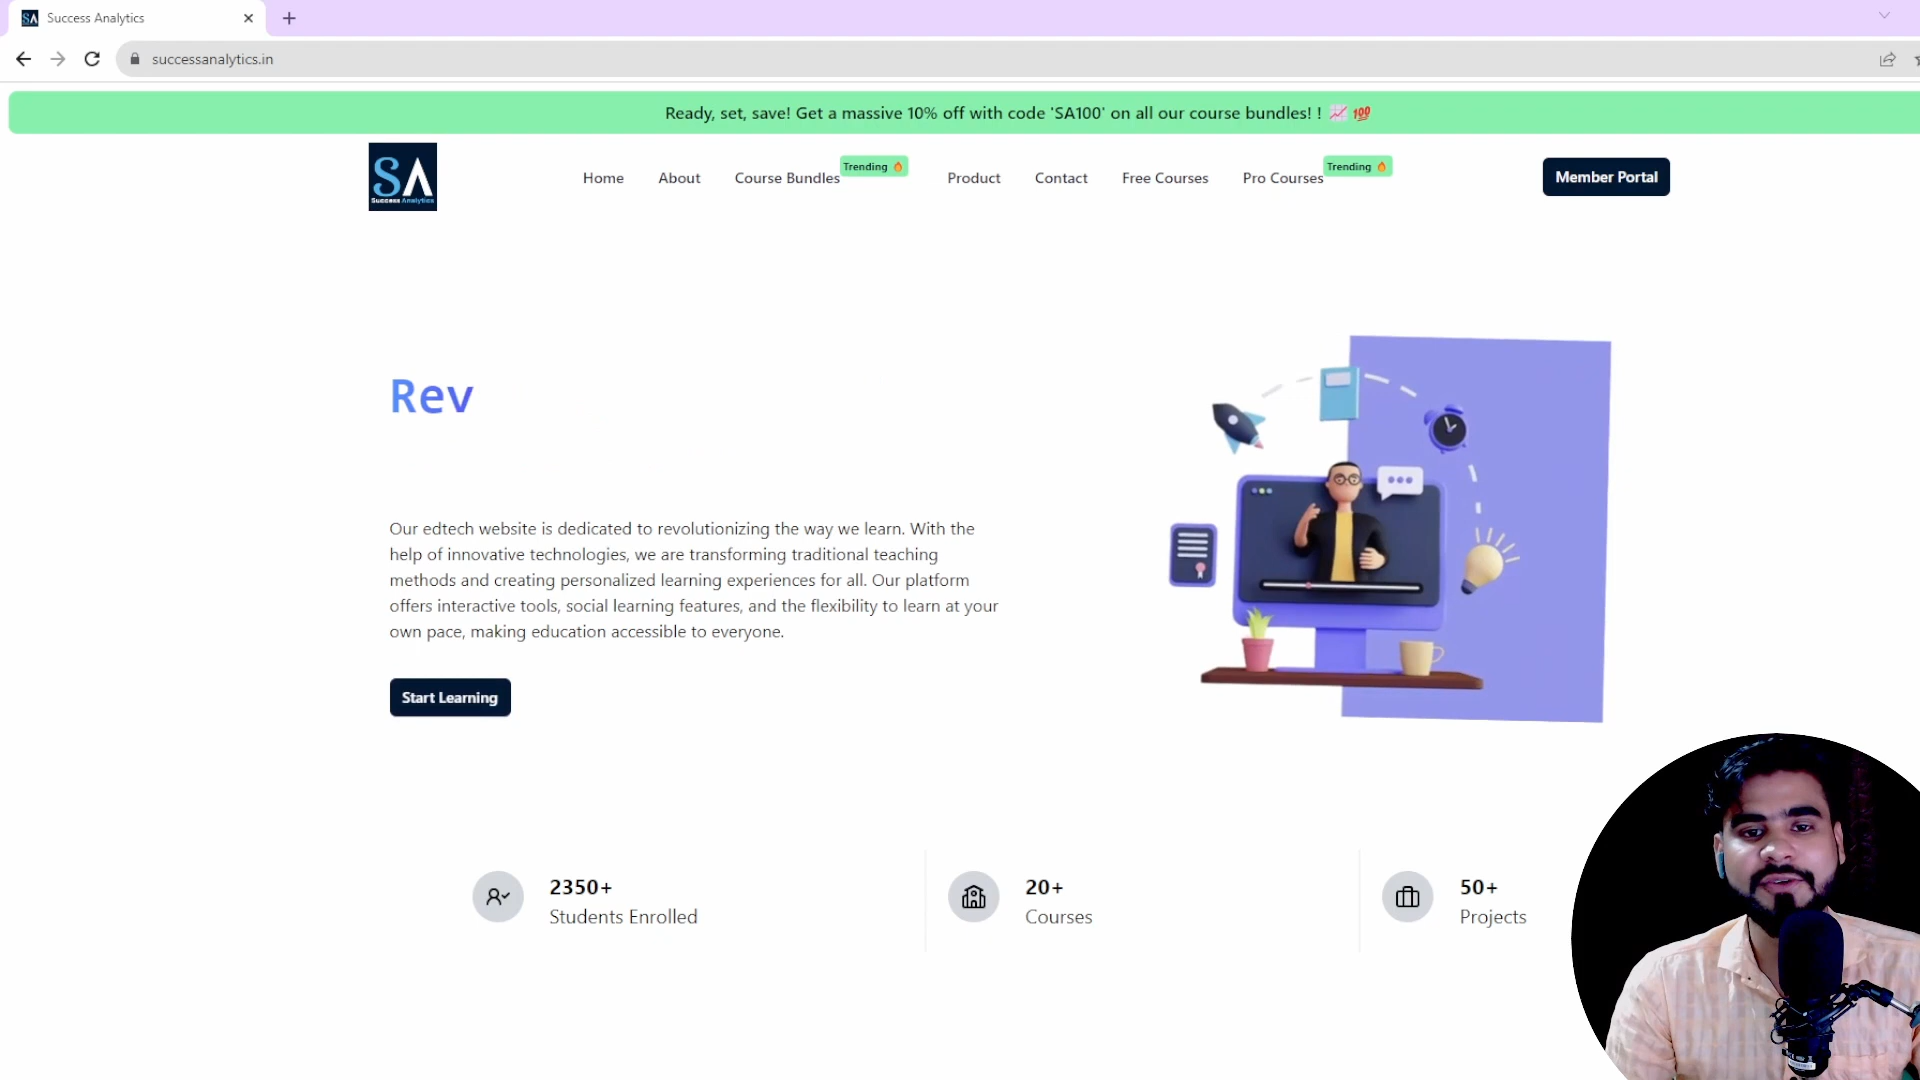 Success Analytics
successanalytics.in
Ready, set, save! Get a massive 10% off with code 'SA100' on all our course bundles! ! 📈 💯
SA
Success Analytics
Home About Course Bundles Trending 🔥 Product Contact Free Courses Pro Courses Trending 🔥 Member Portal
Rev
Our edtech website is dedicated to revolutionizing the way we learn. With the
help of innovative technologies, we are transforming traditional teaching
methods and creating personalized learning experiences for all. Our platform
offers interactive tools, social learning features, and the flexibility to learn at your
own pace, making education accessible to everyone.
Start Learning
2350+
Students Enrolled
20+
Courses
50+
Projects